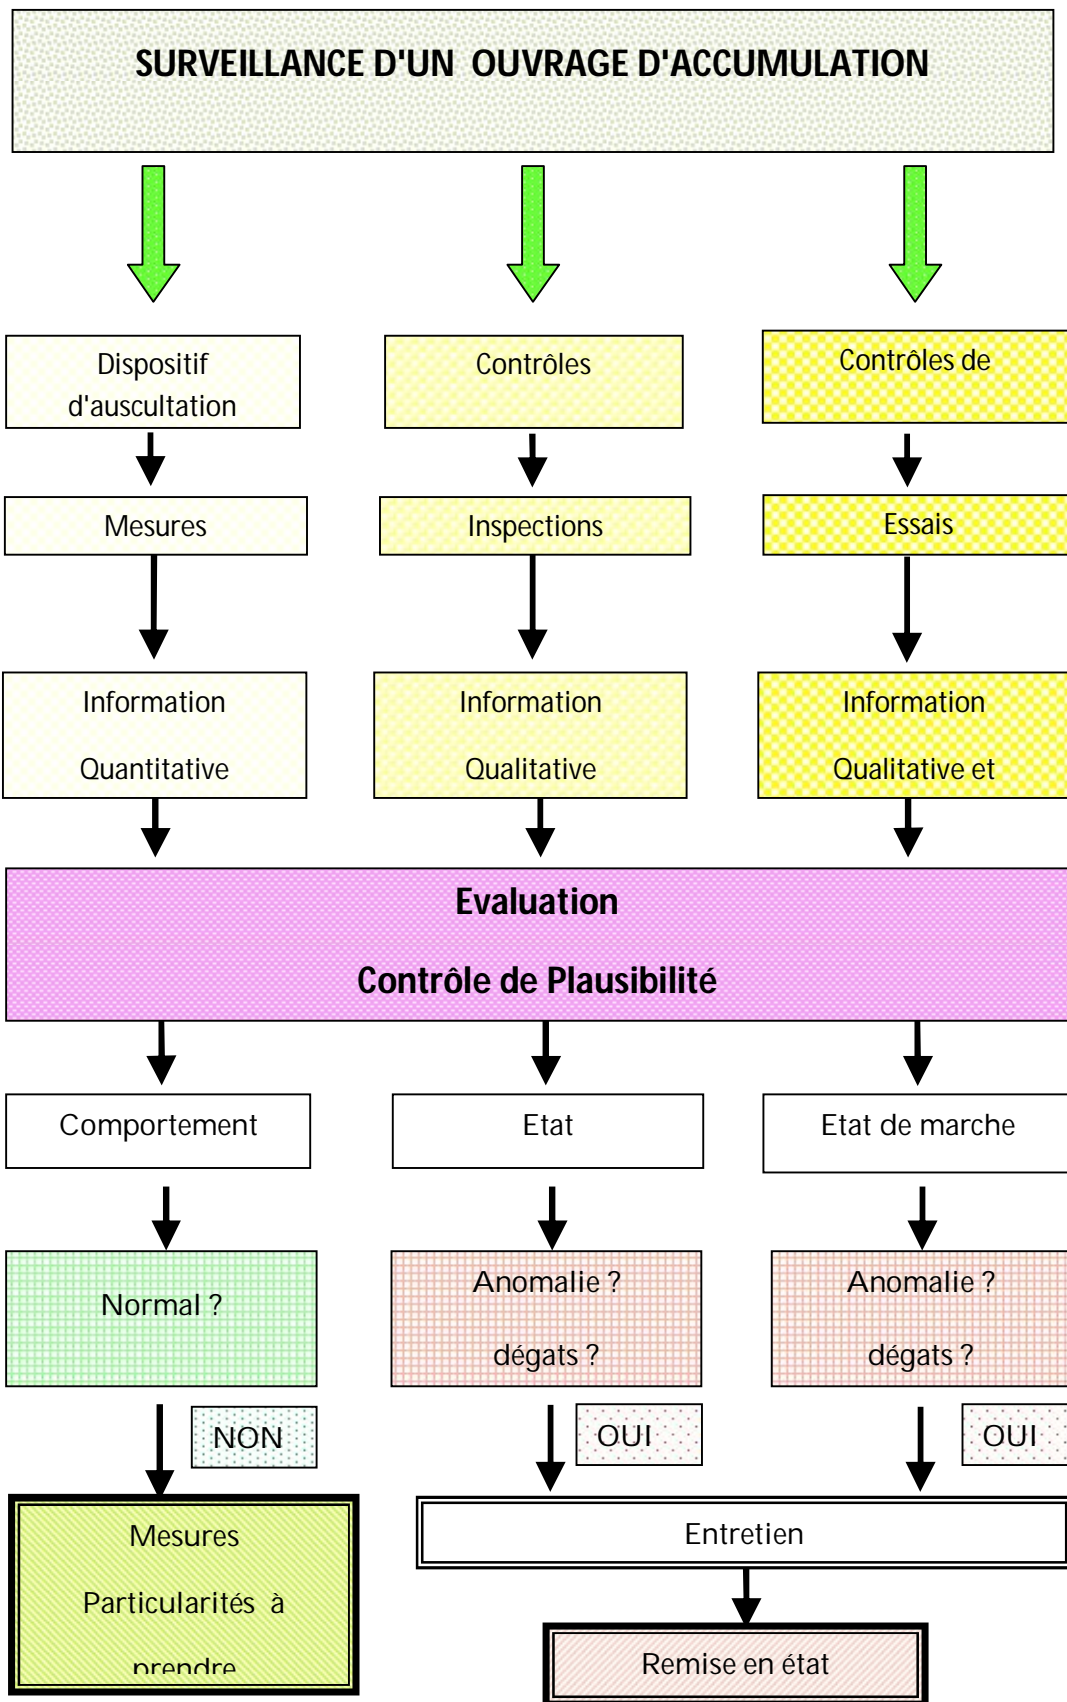 SURVEILLANCE D'UN OUVRAGE D'ACCUMULATION
Dispositif
d'auscultation
Contrôles
Contrôles de
Mesures
Inspections
Essais
Information
Quantitative
Information
Qualitative
Information
Qualitative et
Evaluation
Contrôle de Plausibilité
Comportement
Etat
Etat de marche
Normal ?
Anomalie ?
dégats ?
Anomalie ?
dégats ?
NON
OUI
OUI
Mesures
Particularités à
prendre
Entretien
Remise en état